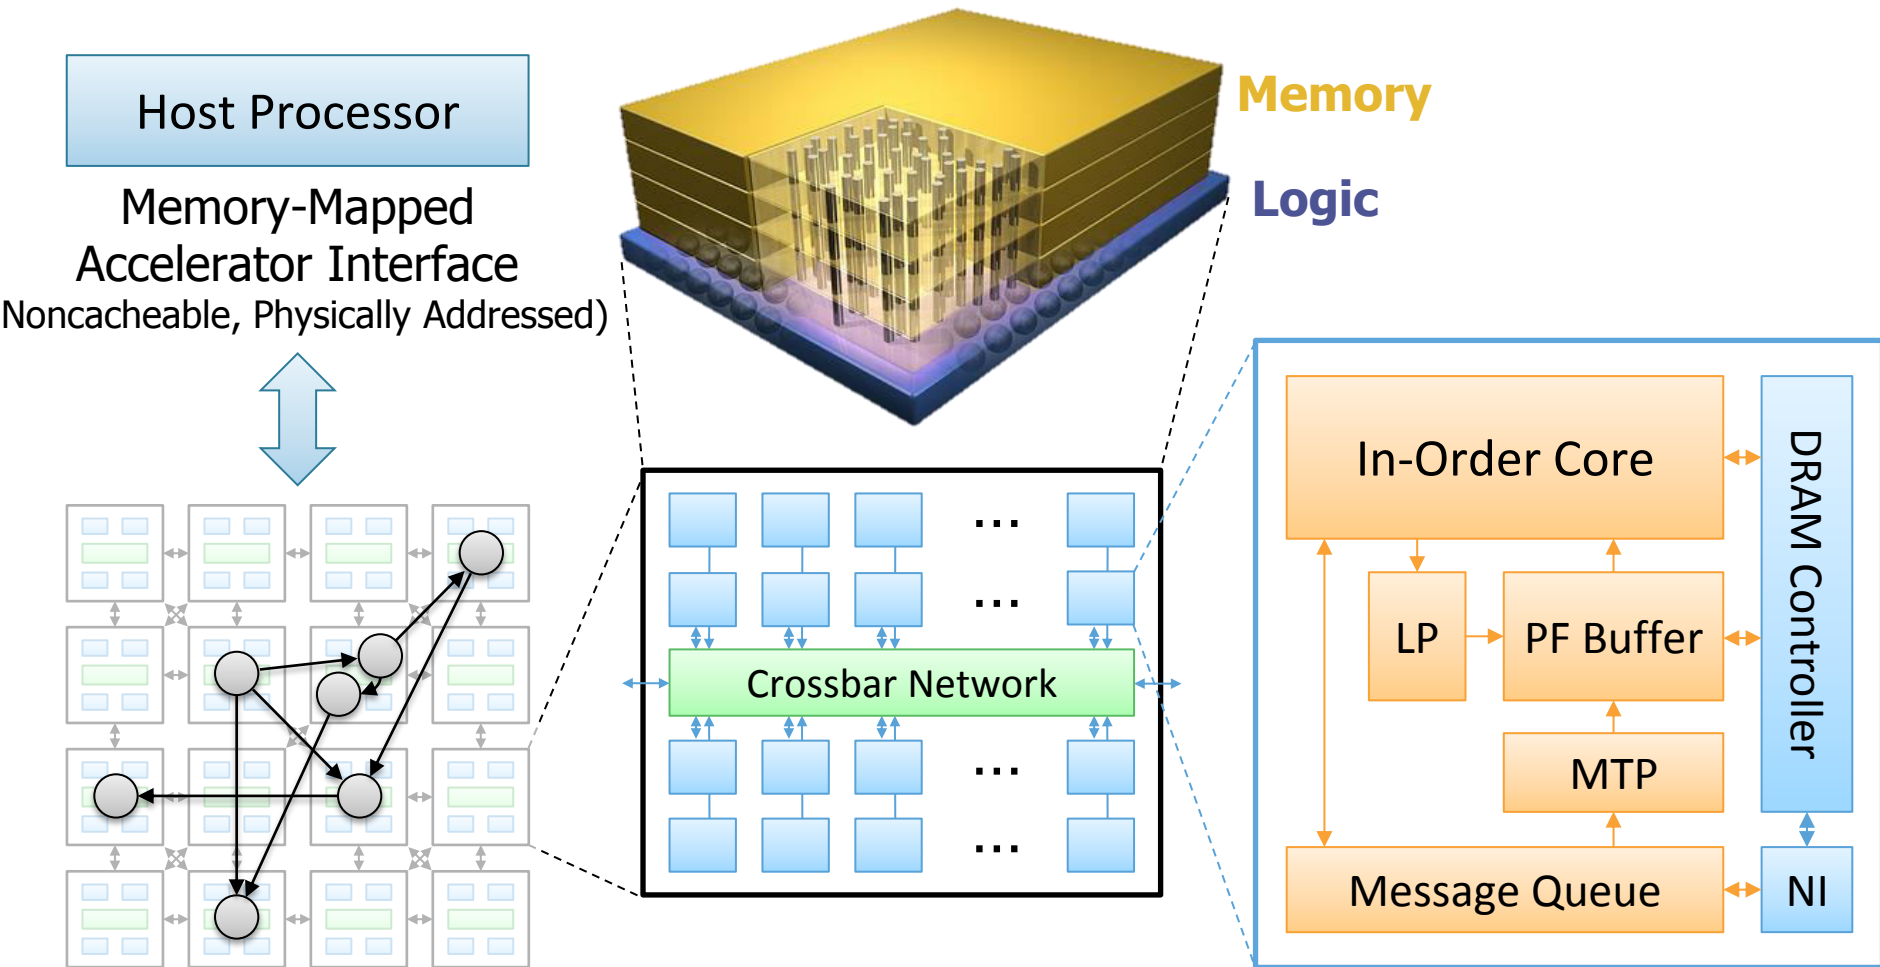 Host Processor
Memory-Mapped
Accelerator Interface
Noncacheable, Physically Addressed)
Memory
Logic
...
...
Crossbar Network
...
...
In-Order Core
DRAM Controller
LP
PF Buffer
MTP
Message Queue
NI